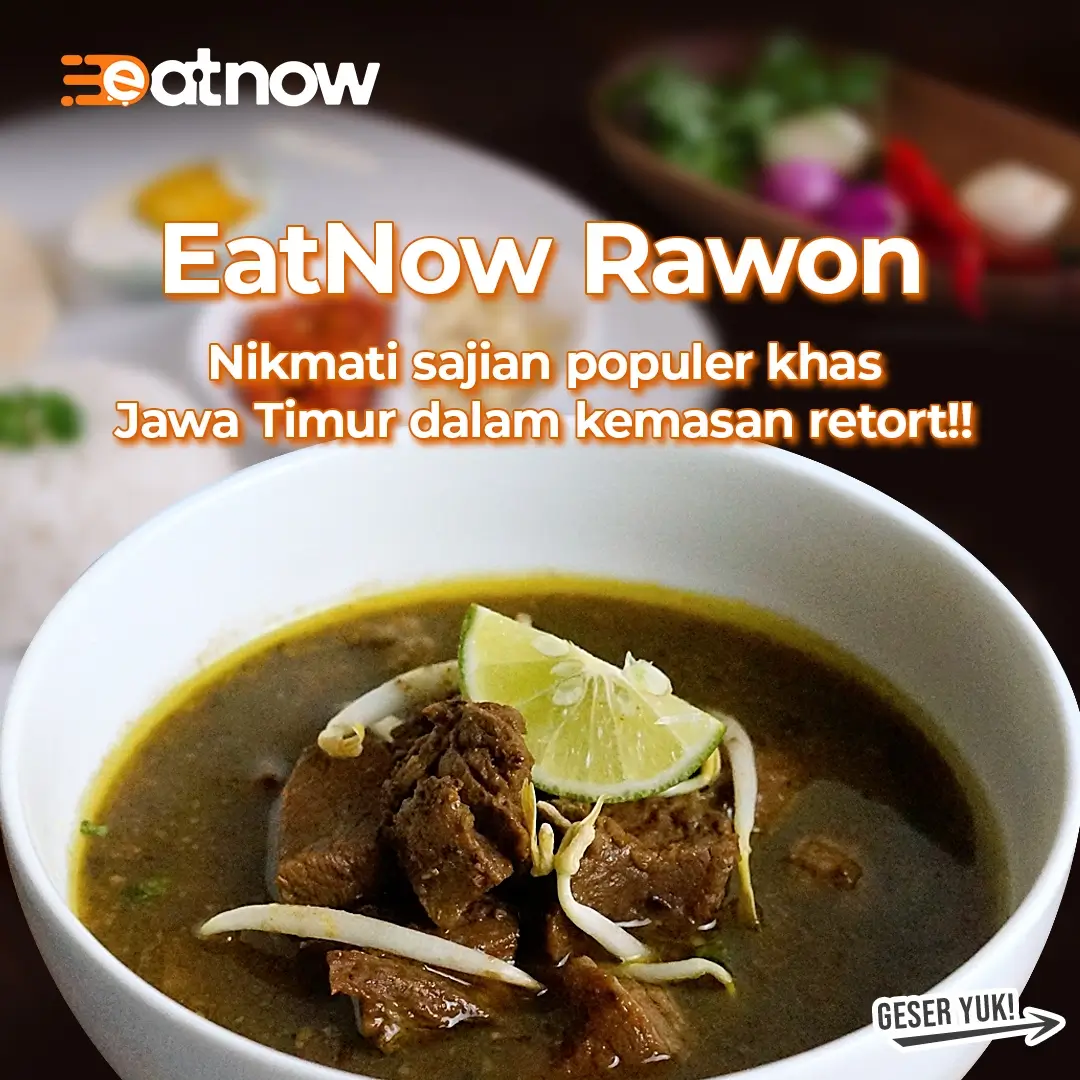 eatnow
EatNow Rawon
Nikmati sajian populer khas
Jawa Timur dalam kemasan retort!!
GESER YUK!